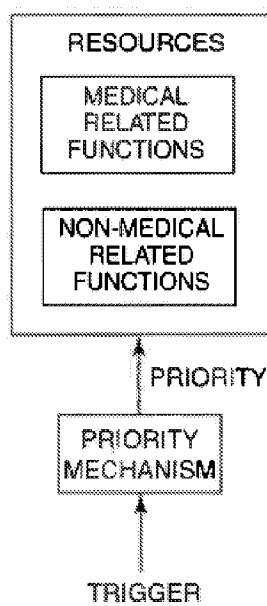 RESOURCES
MEDICAL
RELATED
FUNCTIONS
NON-MEDICAL
RELATED
FUNCTIONS
PRIORITY
PRIORITY
MECHANISM
TRIGGER